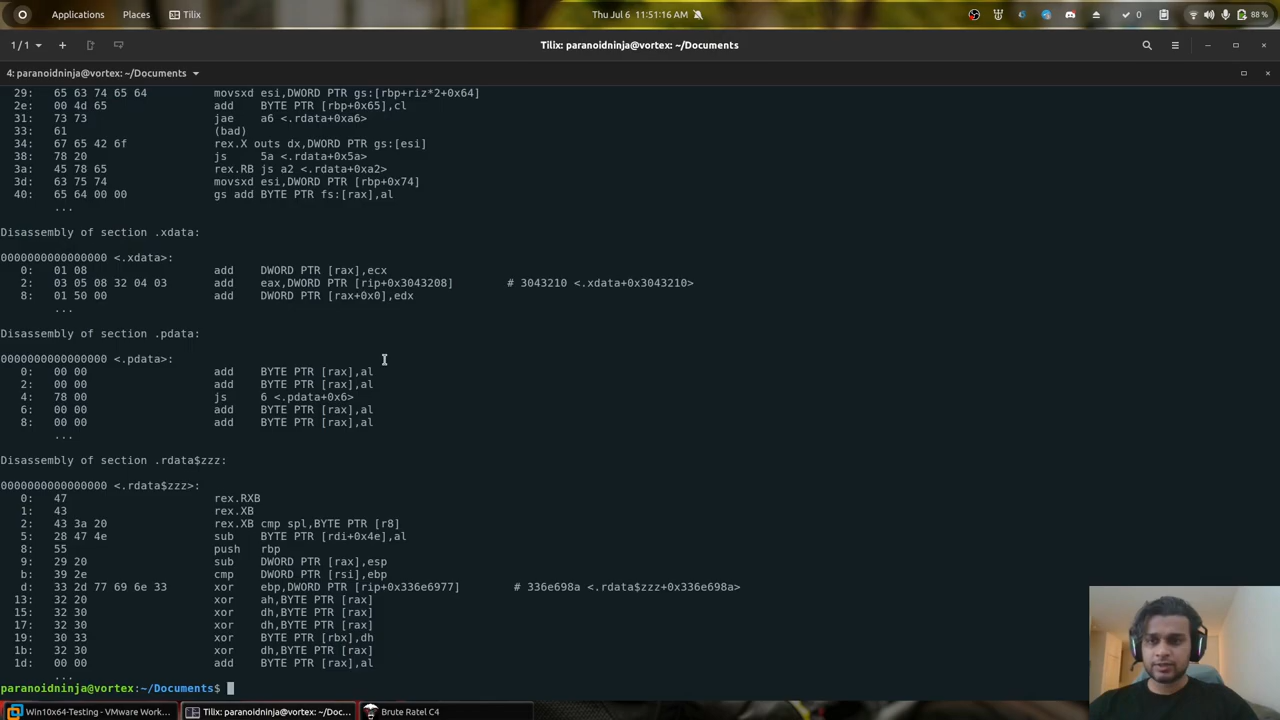 Applications Places Tilix Thu Jul 6 11:51:16 AM 0 88 %
1/1 Tilix: paranoidninja@vortex: ~/Documents
4: paranoidninja@vortex: ~/Documents
29: 65 63 74 65 64 movsxd esi,DWORD PTR gs:[rbp+riz*2+0x64]
2e: 00 4d 65 add BYTE PTR [rbp+0x65],cl
31: 73 73 jae a6 <.rdata+0xa6>
33: 61 (bad)
34: 67 65 42 6f rex.X outs dx,DWORD PTR gs:[esi]
38: 78 20 js 5a <.rdata+0x5a>
3a: 45 78 65 rex.RB js a2 <.rdata+0xa2>
3d: 63 75 74 movsxd esi,DWORD PTR [rbp+0x74]
40: 65 64 00 00 gs add BYTE PTR fs:[rax],al
...
Disassembly of section .xdata:
0000000000000000 <.xdata>:
0: 01 08 add DWORD PTR [rax],ecx
2: 03 05 08 32 04 03 add eax,DWORD PTR [rip+0x3043208] # 3043210 <.xdata+0x3043210>
8: 01 50 00 add DWORD PTR [rax+0x0],edx
...
Disassembly of section .pdata:
0000000000000000 <.pdata>:
0: 00 00 add BYTE PTR [rax],al
2: 00 00 add BYTE PTR [rax],al
4: 78 00 js 6 <.pdata+0x6>
6: 00 00 add BYTE PTR [rax],al
8: 00 00 add BYTE PTR [rax],al
...
Disassembly of section .rdata$zzz:
0000000000000000 <.rdata$zzz>:
0: 47 rex.RXB
1: 43 rex.XB
2: 43 3a 20 rex.XB cmp spl,BYTE PTR [r8]
5: 28 47 4e sub BYTE PTR [rdi+0x4e],al
8: 55 push rbp
9: 29 20 sub DWORD PTR [rax],esp
b: 39 2e cmp DWORD PTR [rsi],ebp
d: 33 2d 77 69 6e 33 xor ebp,DWORD PTR [rip+0x336e6977] # 336e698a <.rdata$zzz+0x336e698a>
13: 32 20 xor ah,BYTE PTR [rax]
15: 32 30 xor dh,BYTE PTR [rax]
17: 32 30 xor dh,BYTE PTR [rax]
19: 30 33 xor BYTE PTR [rbx],dh
1b: 32 30 xor dh,BYTE PTR [rax]
1d: 00 00 add BYTE PTR [rax],al
...
paranoidninja@vortex:~/Documents$
Win10x64-Testing - VMware Work... Tilix: paranoidninja@vortex: ~/Doc... Brute Ratel C4